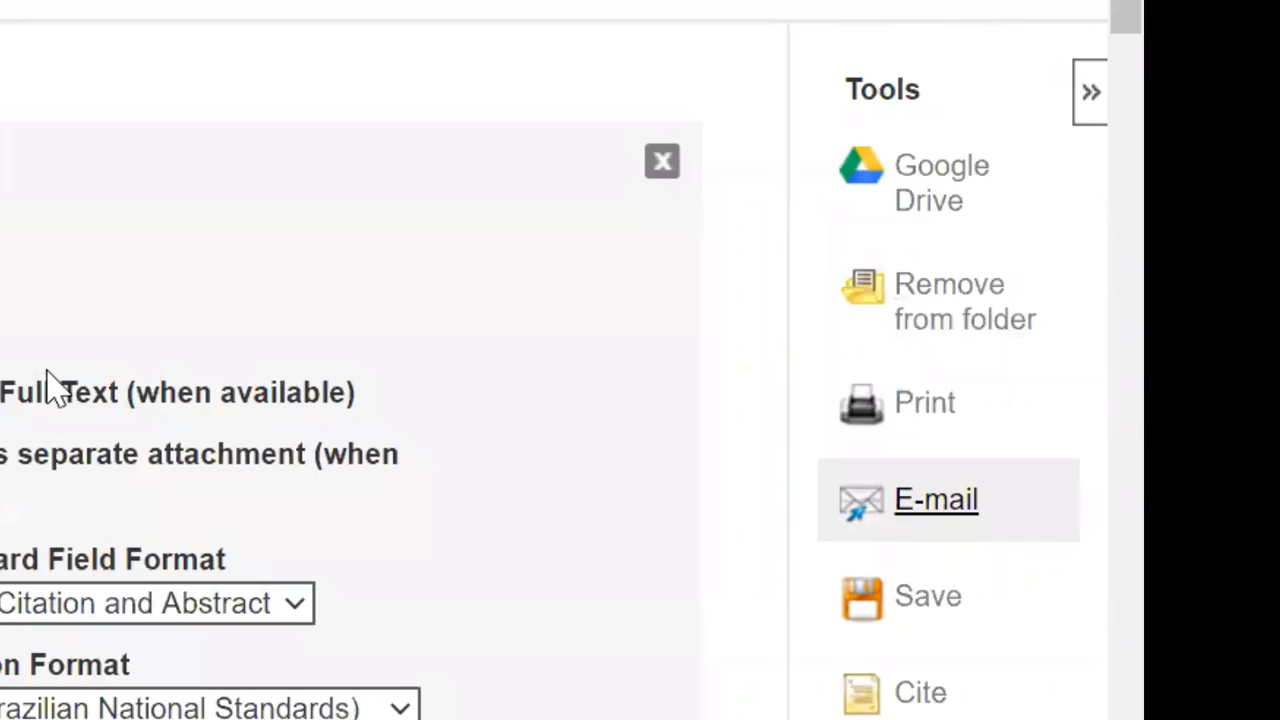 Tools
»
x
Google
Drive
Remove
from folder
Full Text (when available)
Print
s separate attachment (when
E-mail
ard Field Format
Citation and Abstract
Save
on Format
razilian National Standards)
Cite